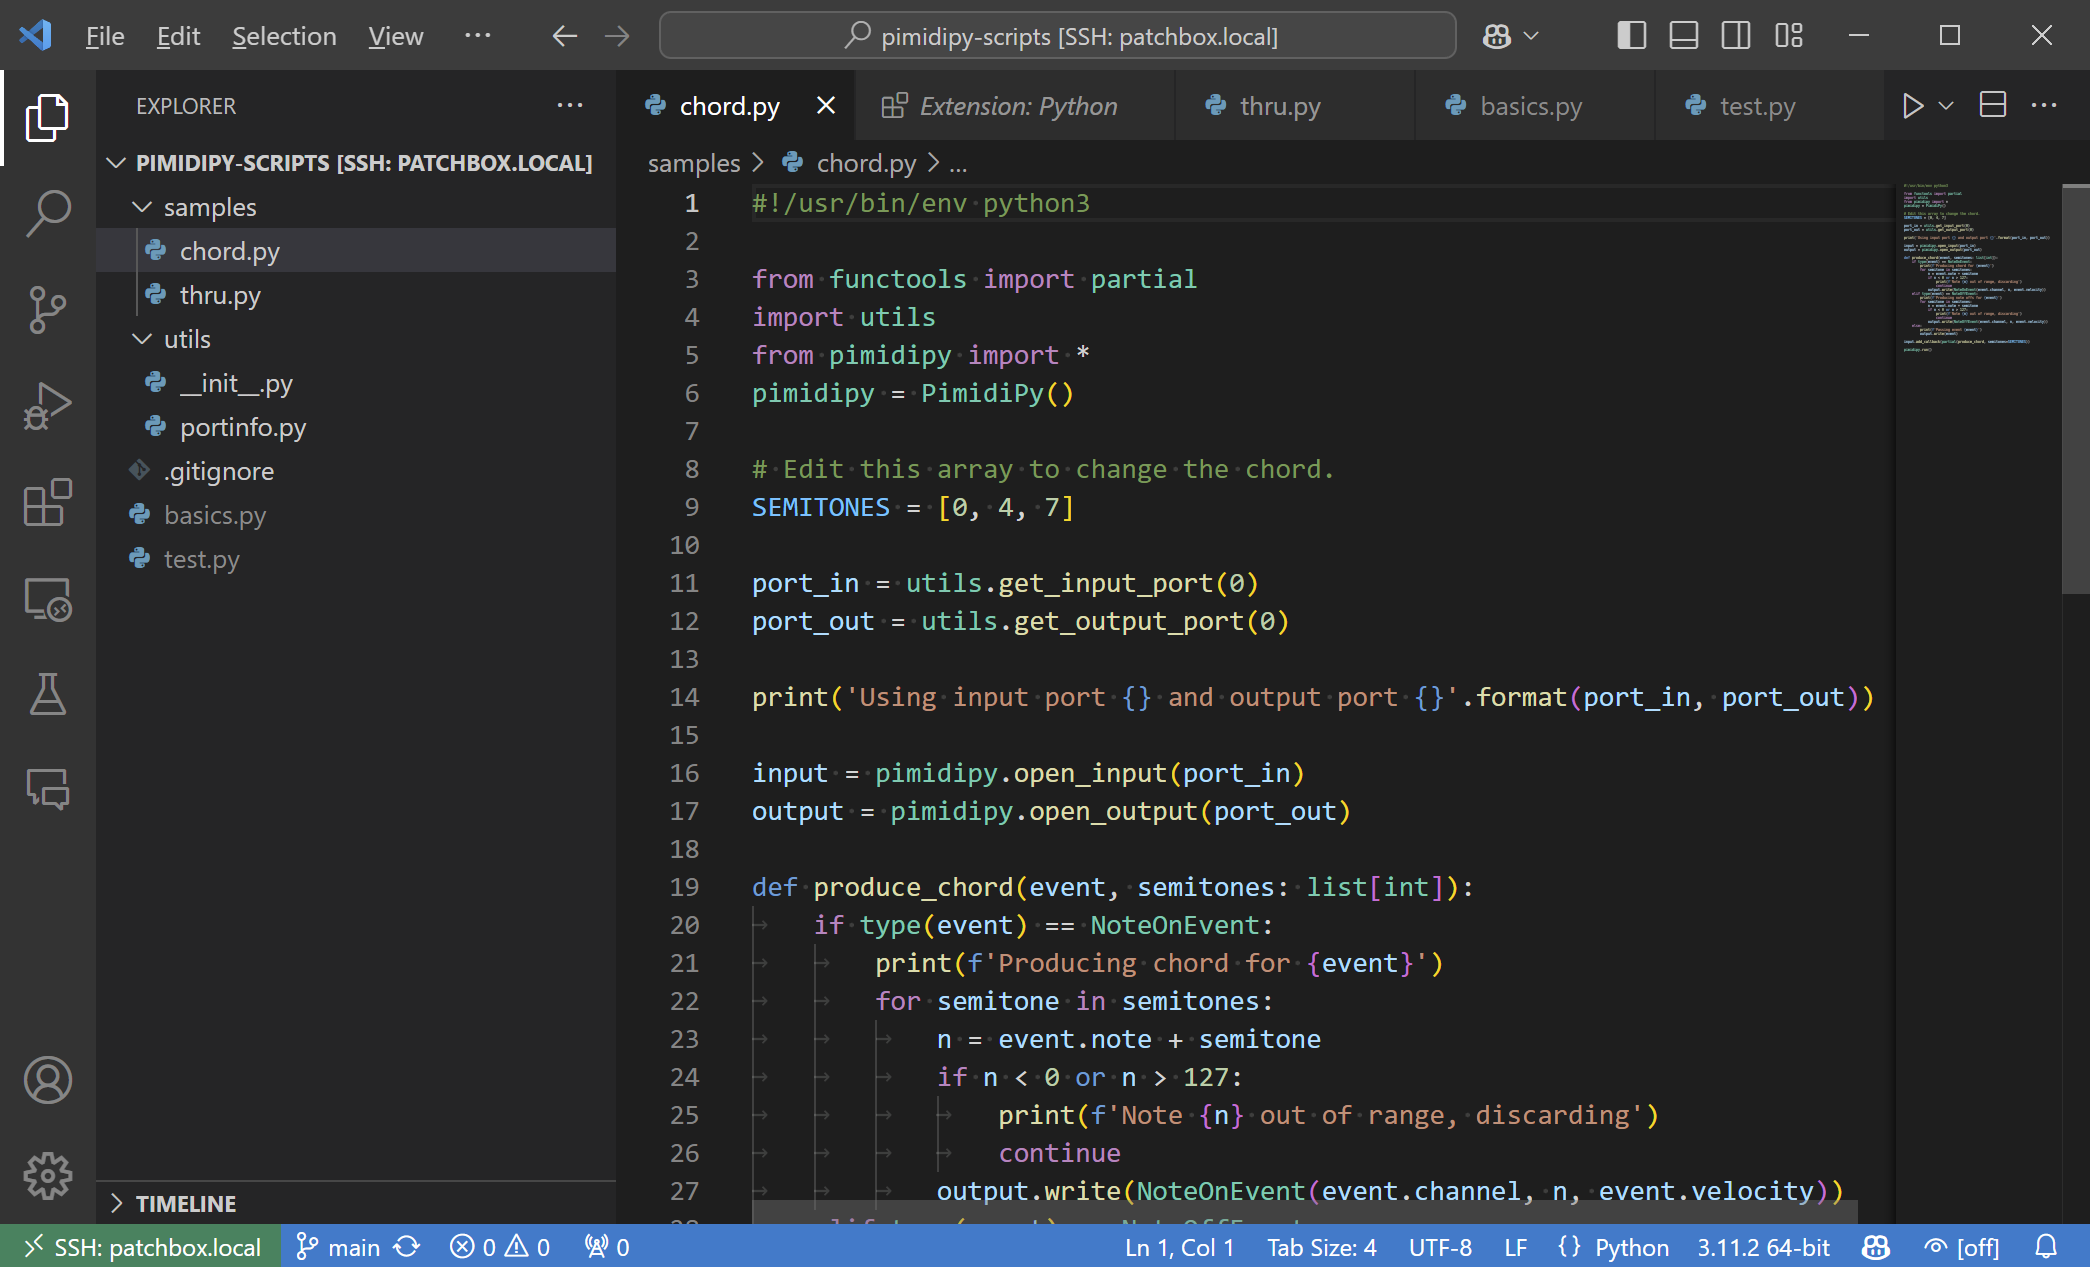 File Edit Selection View ··· pimidipy-scripts [SSH: patchbox.local]
EXPLORER ···
PIMIDIPY-SCRIPTS [SSH: PATCHBOX.LOCAL]
samples
chord.py
thru.py
utils
__init__.py
portinfo.py
.gitignore
basics.py
test.py
TIMELINE
chord.py Extension: Python thru.py basics.py test.py ···
samples > chord.py > ...
1 #!/usr/bin/env python3
2
3 from functools import partial
4 import utils
5 from pimidipy import *
6 pimidipy = PimidiPy()
7
8 # Edit this array to change the chord.
9 SEMITONES = [0, 4, 7]
10
11 port_in = utils.get_input_port(0)
12 port_out = utils.get_output_port(0)
13
14 print('Using input port {} and output port {}'.format(port_in, port_out))
15
16 input = pimidipy.open_input(port_in)
17 output = pimidipy.open_output(port_out)
18
19 def produce_chord(event, semitones: list[int]):
20 if type(event) == NoteOnEvent:
21 print(f'Producing chord for {event}')
22 for semitone in semitones:
23 n = event.note + semitone
24 if n < 0 or n > 127:
25 print(f'Note {n} out of range, discarding')
26 continue
27 output.write(NoteOnEvent(event.channel, n, event.velocity))
SSH: patchbox.local main 0 0 0 Ln 1, Col 1 Tab Size: 4 UTF-8 LF {} Python 3.11.2 64-bit [off]